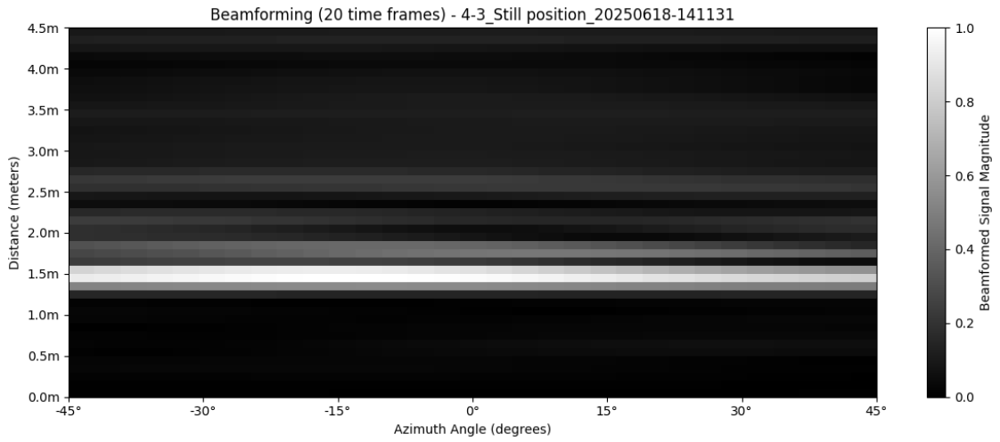 Beamforming (20 time frames) - 4-3_Still position_20250618-141131
4.5m
4.0m
3.5m
3.0m
2.5m
2.0m
1.5m
1.0m
0.5m
0.0m
Distance (meters)
-45°
-30°
-15°
0°
15°
30°
45°
Azimuth Angle (degrees)
1.0
0.8
0.6
0.4
0.2
0.0
Beamformed Signal Magnitude